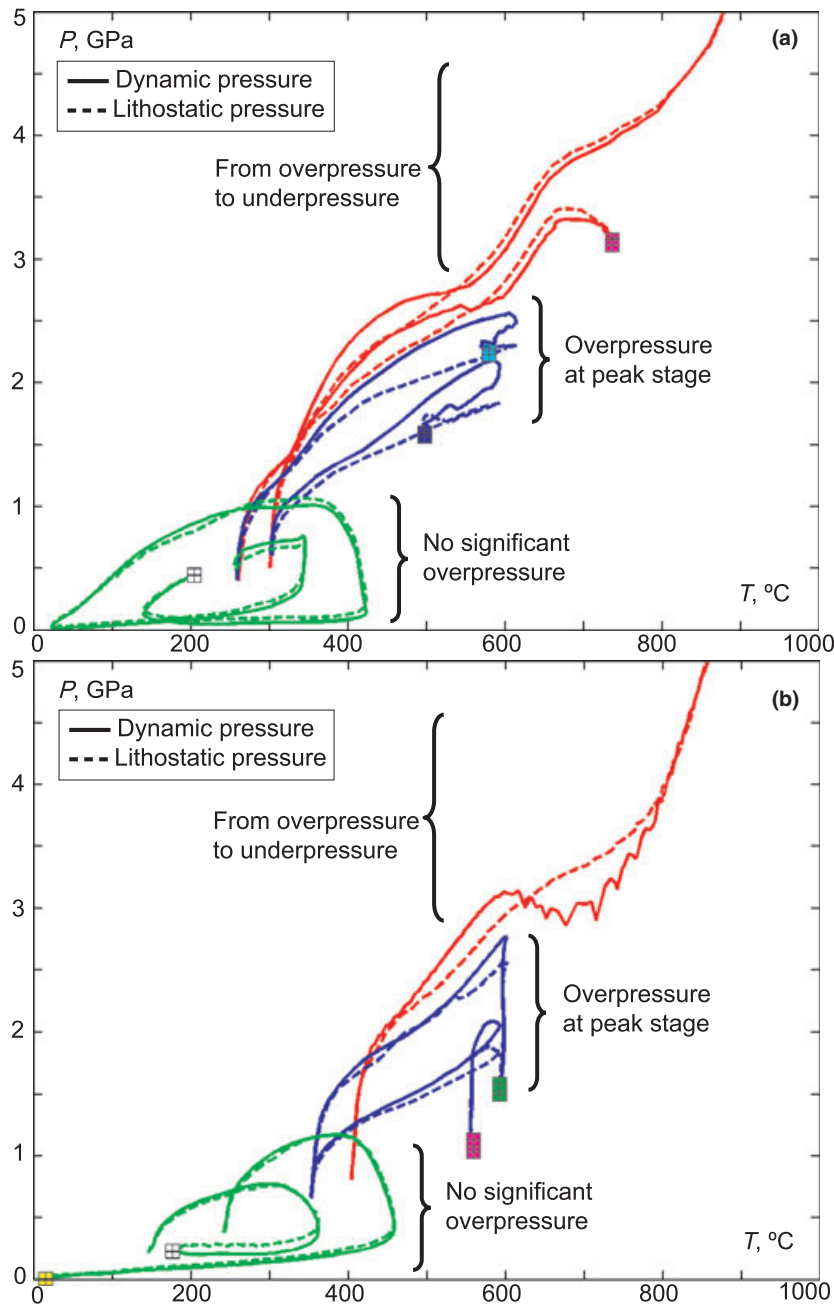 5
P, GPa
(a)
Dynamic pressure
Lithostatic pressure
4
From overpressure
to underpressure
3
Overpressure
at peak stage
2
1
No significant
overpressure
T, ºC
0
0 200 400 600 800 1000
5
P, GPa
(b)
Dynamic pressure
Lithostatic pressure
4
From overpressure
to underpressure
3
Overpressure
at peak stage
2
1
No significant
overpressure
T, ºC
0
0 200 400 600 800 1000